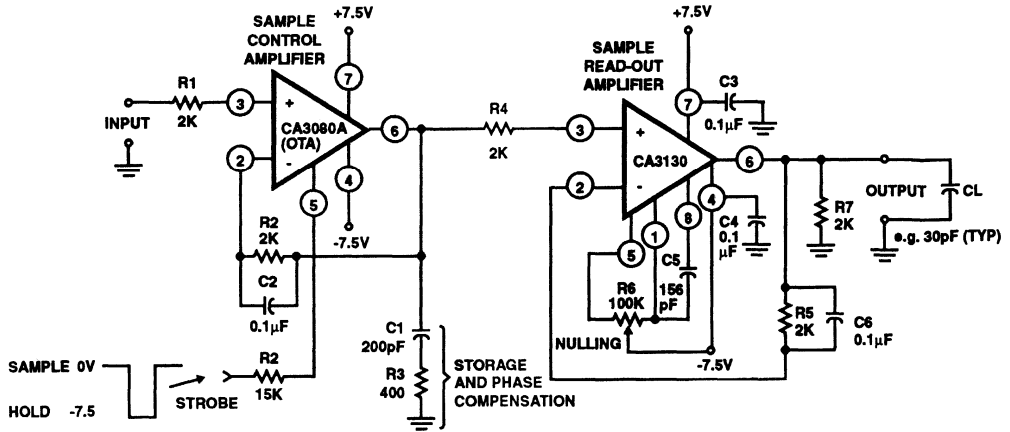 +7.5V
+7.5V
SAMPLE
CONTROL
AMPLIFIER
SAMPLE
READ-OUT
AMPLIFIER
7
7
C3
0.1µF
R1
2K
3
+
CA3080A
(OTA)
-
6
R4
2K
3
+
CA3130
-
6
INPUT
2
4
5
-7.5V
2
4
8
1
5
C4
0.1
µF
R7
2K
OUTPUT
CL
e.g. 30pF (TYP)
R2
2K
C2
0.1µF
C5
156
pF
R6
100K
NULLING
-7.5V
R5
2K
C6
0.1µF
C1
200pF
R3
400
STORAGE
AND PHASE
COMPENSATION
SAMPLE 0V
HOLD -7.5
STROBE
R2
15K